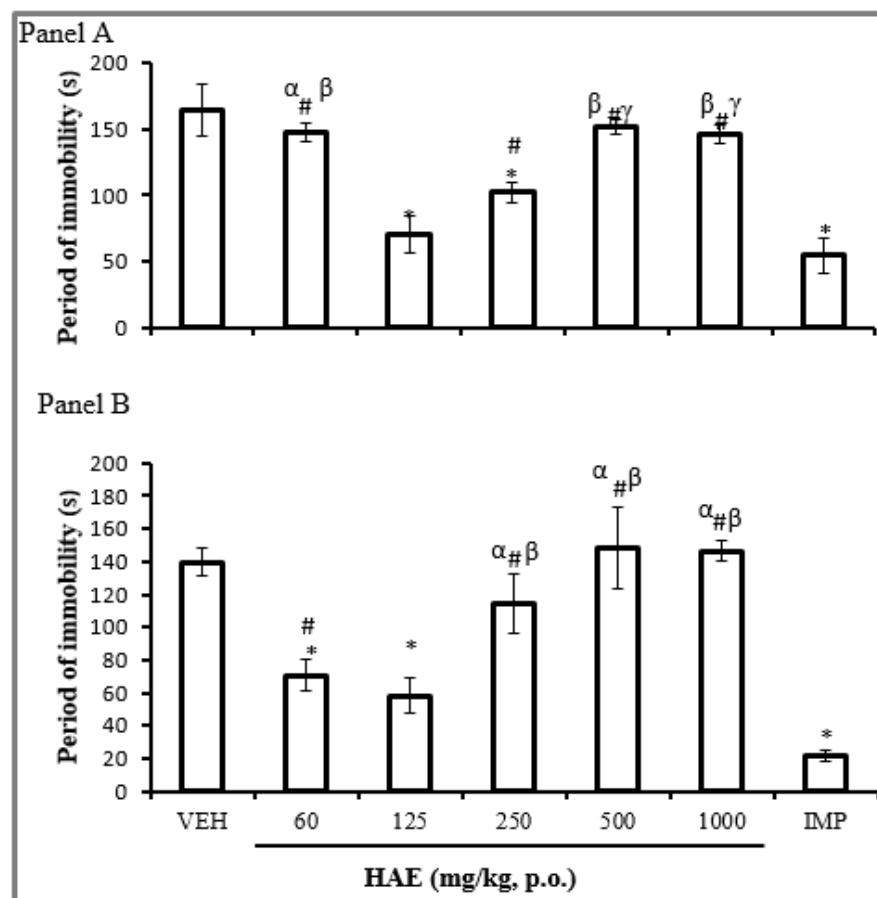 Panel A
Period of immobility (s)
200
150
100
50
0
α # β
*
#
*
β # γ
β # γ
*
Panel B
Period of immobility (s)
200
180
160
140
120
100
80
60
40
20
0
#
*
*
α # β
α # β
α # β
*
VEH 60 125 250 500 1000 IMP
HAE (mg/kg, p.o.)